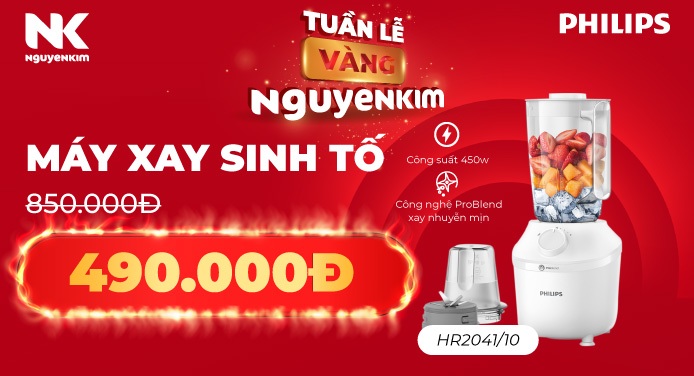 NK
NGUYENKIM
TUẦN LỄ
VÀNG
NGUYENKIM
PHILIPS
MÁY XAY SINH TỐ
850.000Đ
490.000Đ
Công suất 450w
Công nghệ ProBlend
xay nhuyễn mịn
PHILIPS
HR2041/10